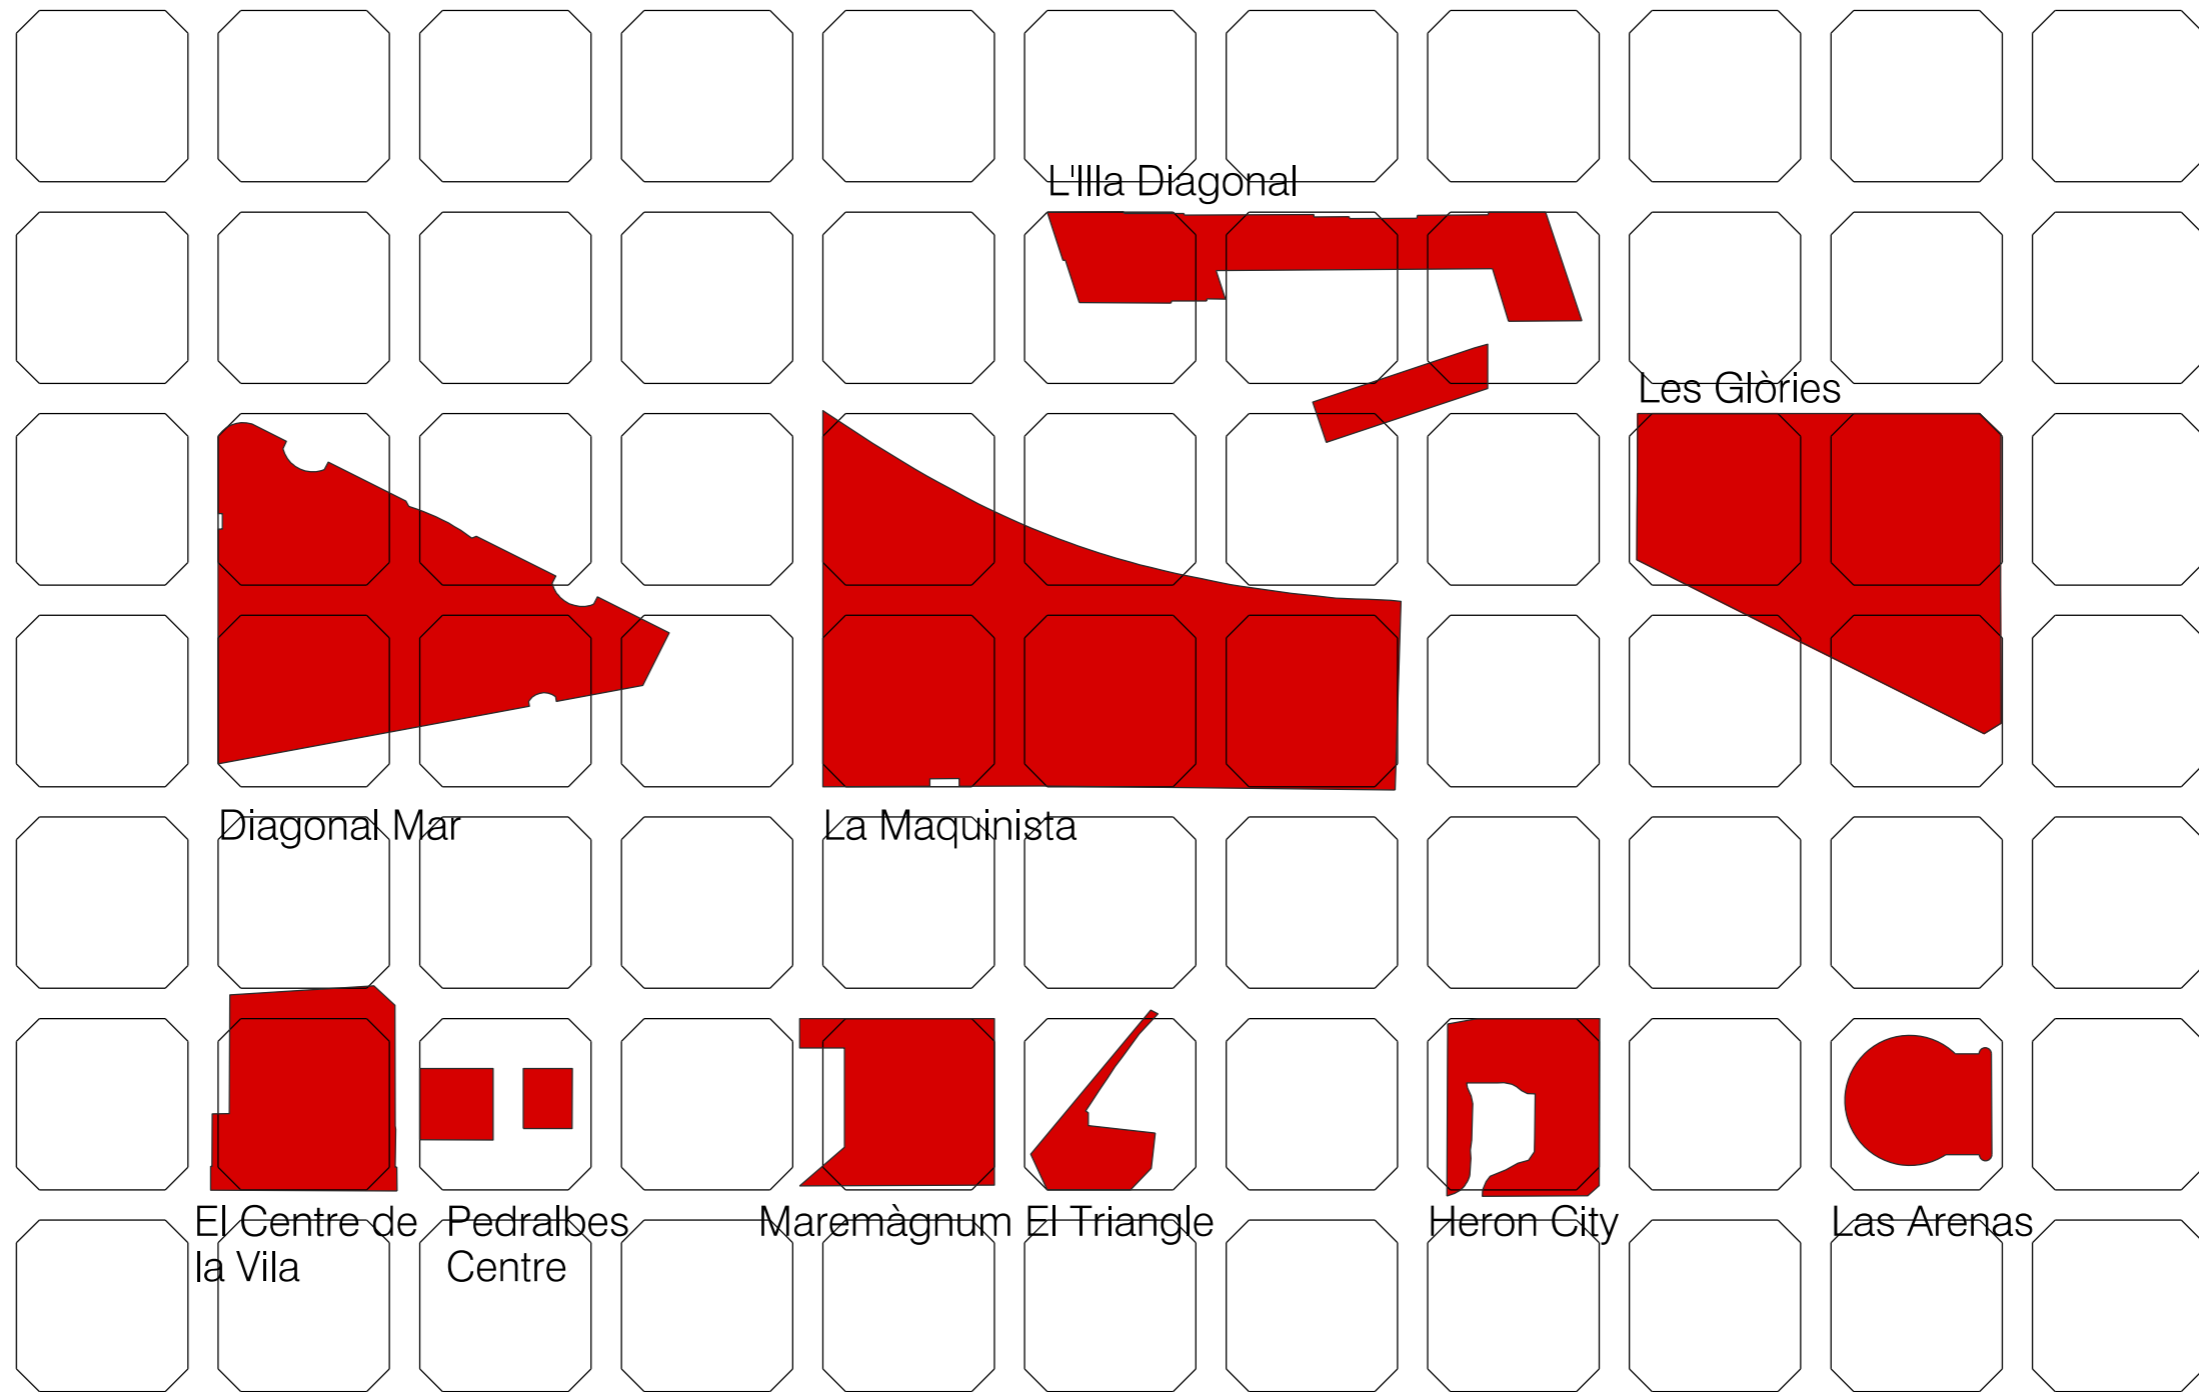 L'Illa Diagonal
Les Glòries
Diagonal Mar
La Maquinista
El Centre de
la Vila
Pedralbes
Centre
Maremàgnum
El Triangle
Heron City
Las Arenas